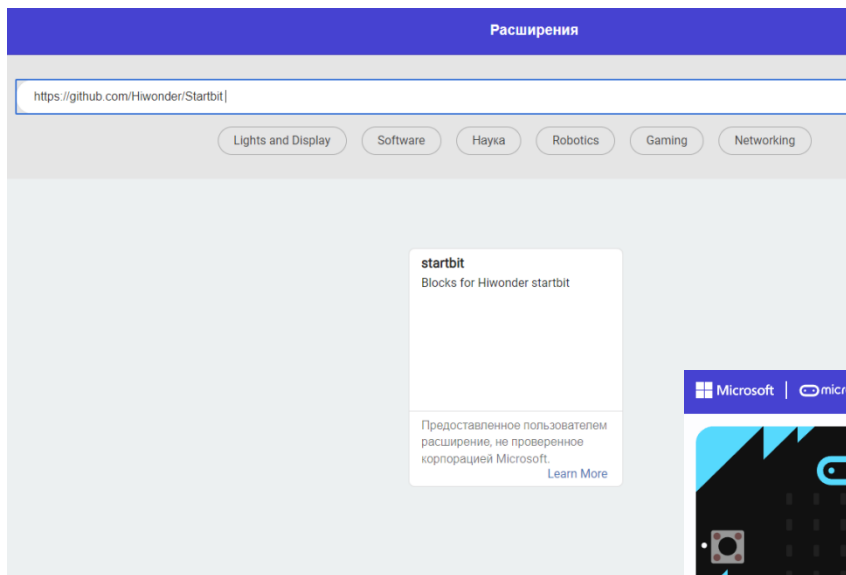 Расширения
https://github.com/Hiwonder/Startbit
Lights and Display Software Наука Robotics Gaming Networking
startbit
Blocks for Hiwonder startbit
Предоставленное пользователем
расширение, не проверенное
корпорацией Microsoft.
Learn More
Microsoft micr